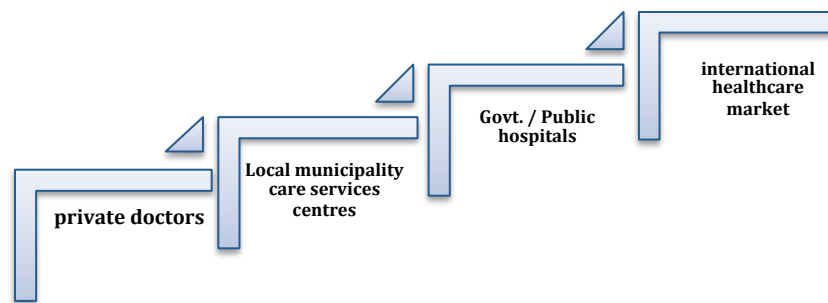 private doctors
Local municipality
care services
centres
Govt. / Public
hospitals
international
healthcare
market